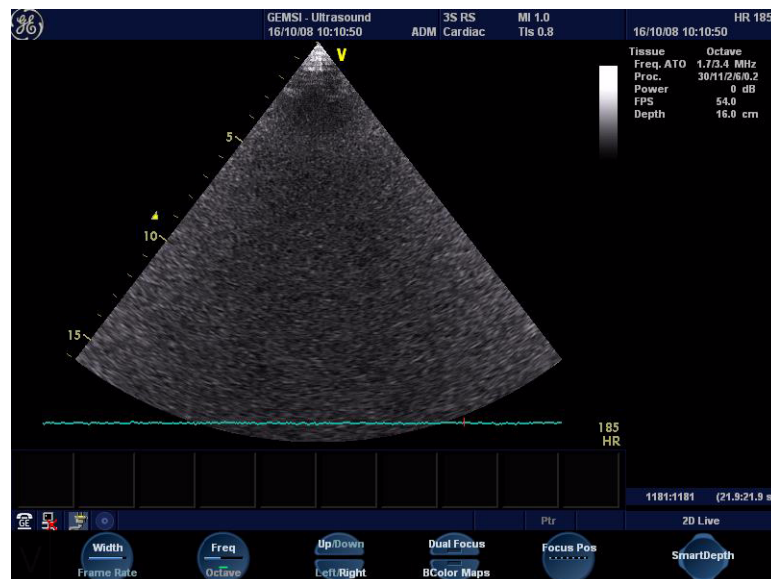 GEMSI - Ultrasound 3S RS MI 1.0 HR 185
16/10/08 10:10:50 ADM Cardiac TIs 0.8 16/10/08 10:10:50
V
Tissue Octave
Freq. ATO 1.7/3.4 MHz
Proc. 30/11/2/6/0.2
Power 0 dB
FPS 54.0
Depth 16.0 cm
5
10
15
185
HR
1181:1181 (21.9:21.9 s
GE
Ptr 2D Live
Width Freq Up/Down Dual Focus Focus Pos SmartDepth
Frame Rate Octave Left/Right BColor Maps